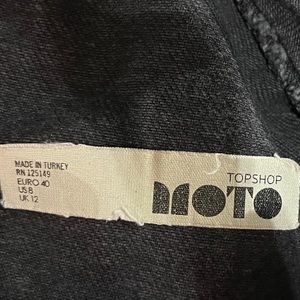 MADE IN TURKEY
RN 125149
EURO 40
US 8
UK 12
TOPSHOP
MOTO